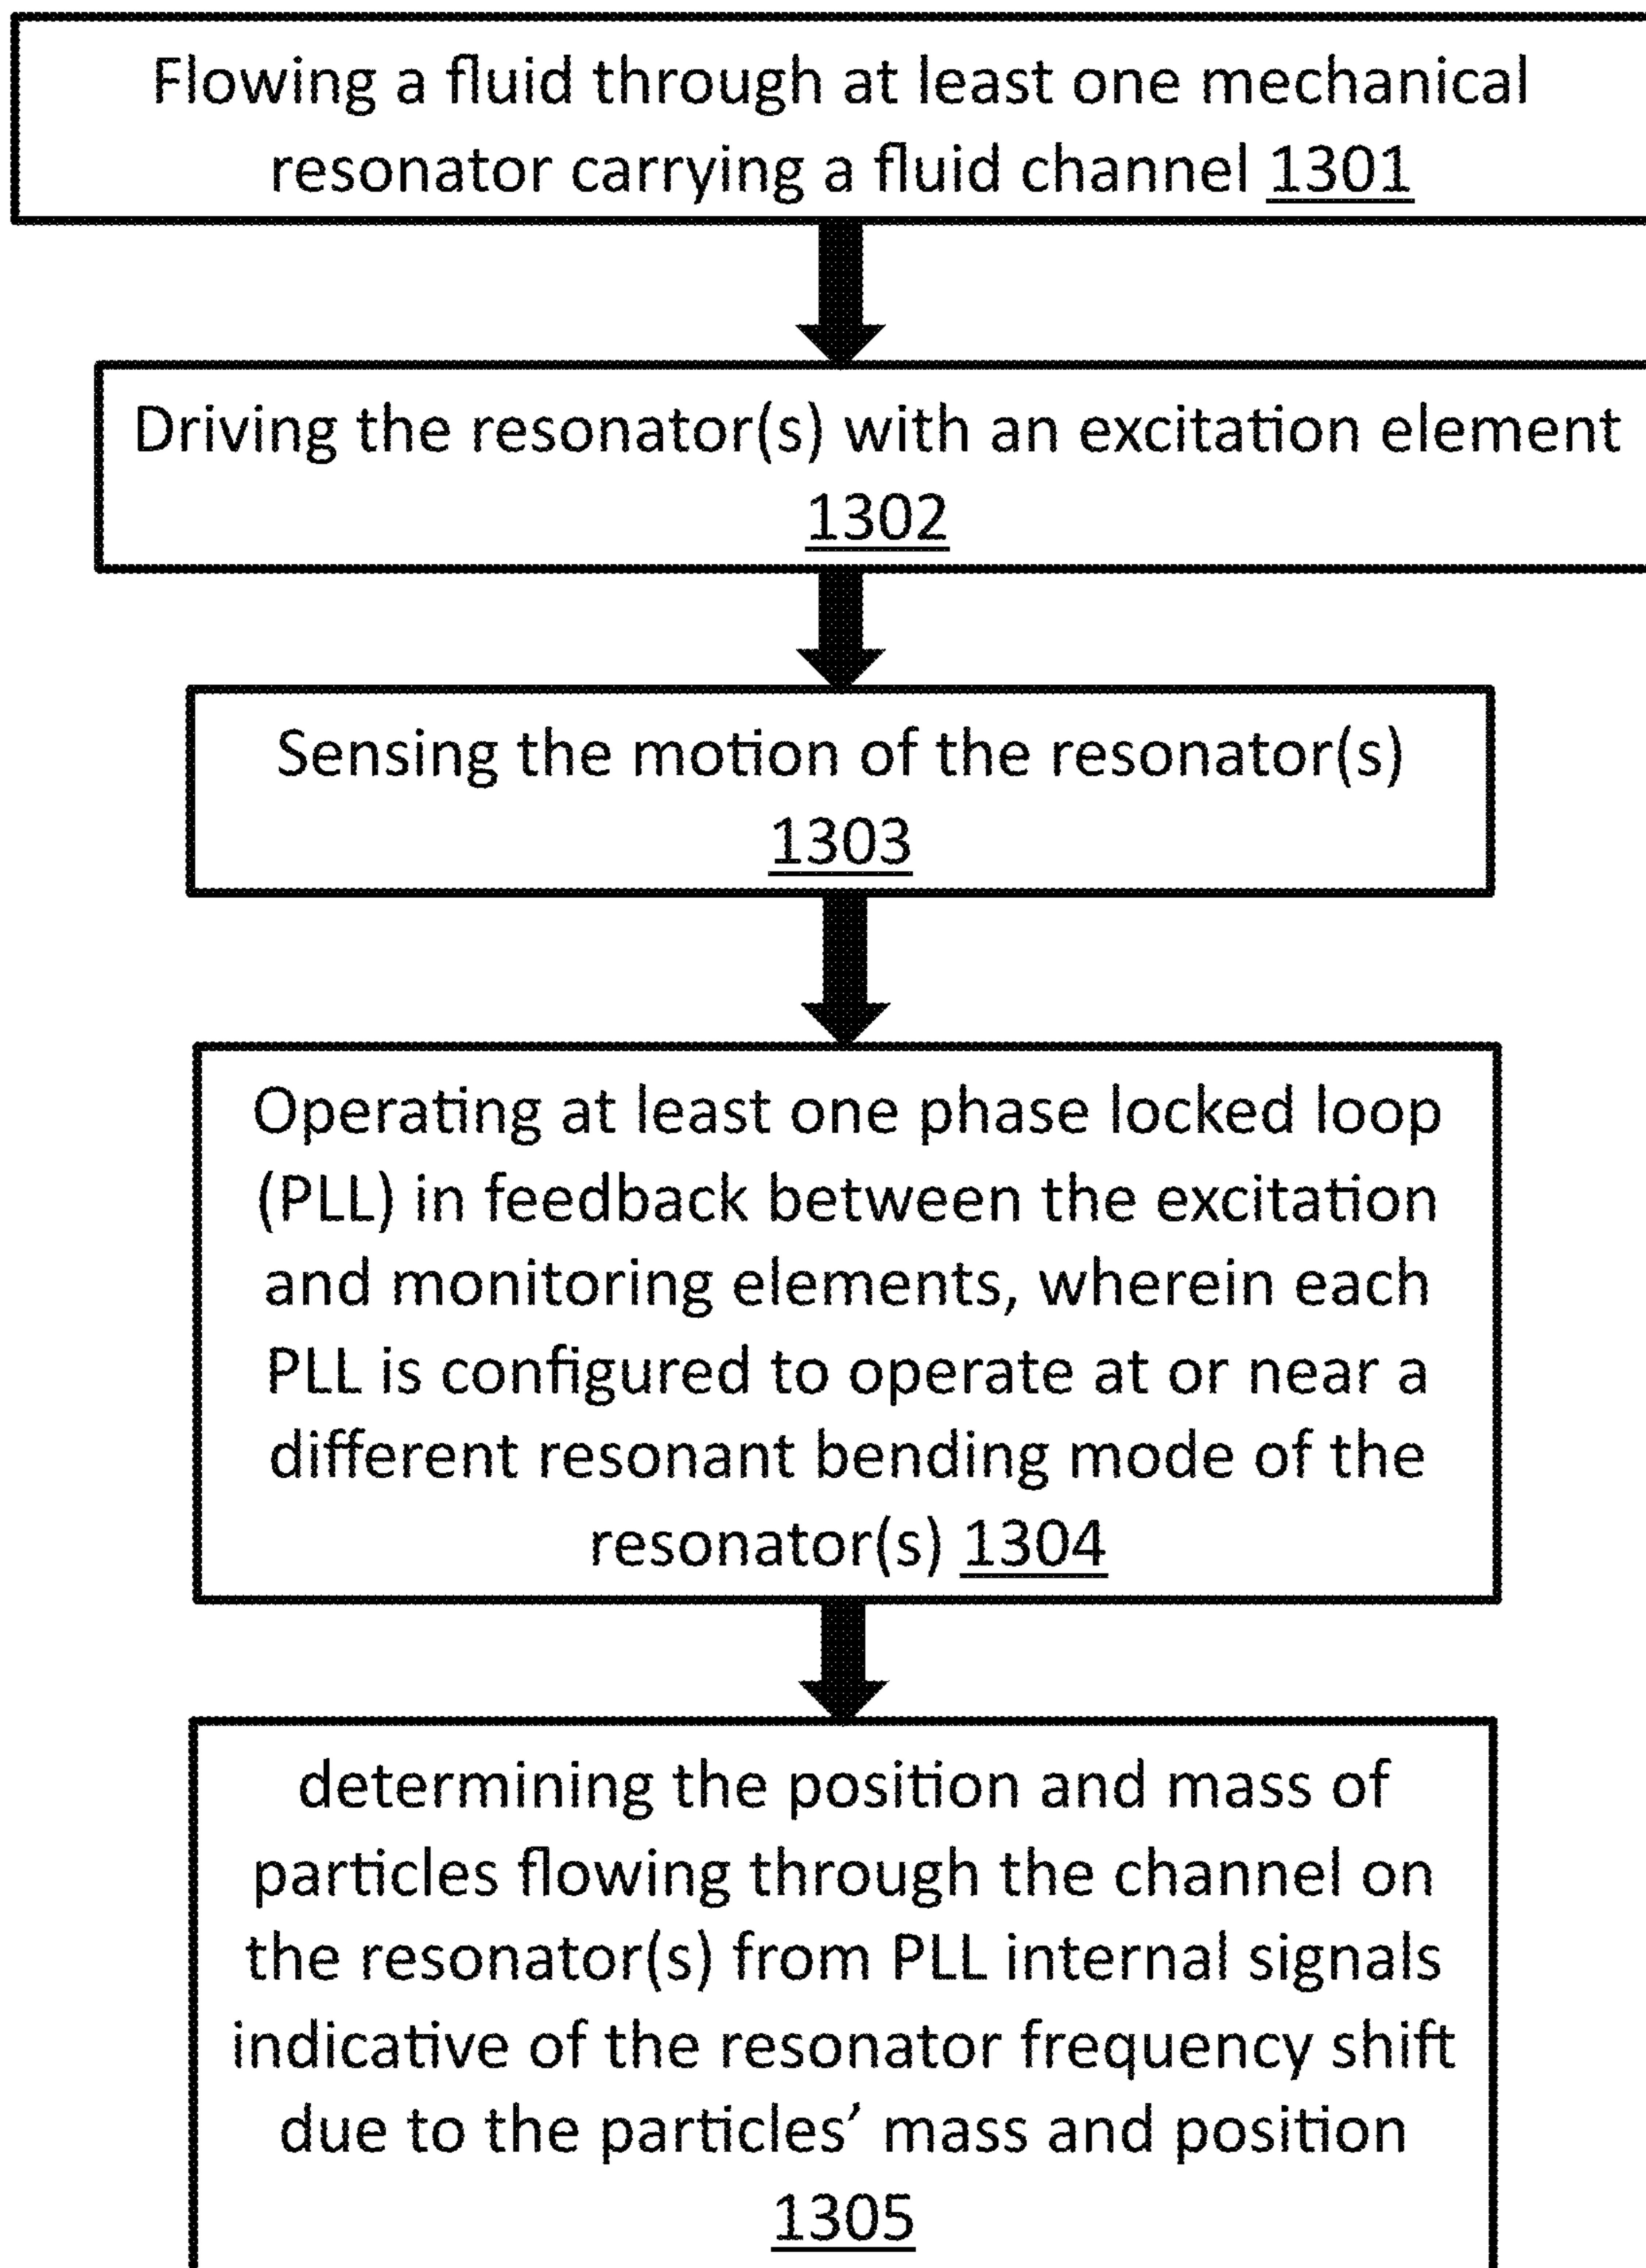 Flowing a fluid through at least one mechanical
resonator carrying a fluid channel 1301
Driving the resonator(s) with an excitation element
1302
Sensing the motion of the resonator(s)
1303
Operating at least one phase locked loop
(PLL) in feedback between the excitation
and monitoring elements, wherein each
PLL is configured to operate at or near a
different resonant bending mode of the
resonator(s) 1304
determining the position and mass of
particles flowing through the channel on
the resonator(s) from PLL internal signals
indicative of the resonator frequency shift
due to the particles’ mass and position
1305